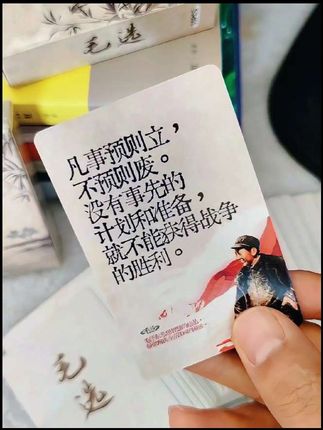 毛选
凡事预则立，
不预则废。
没有事先的
计划和准备，
就不能获得战争
的胜利。
毛选